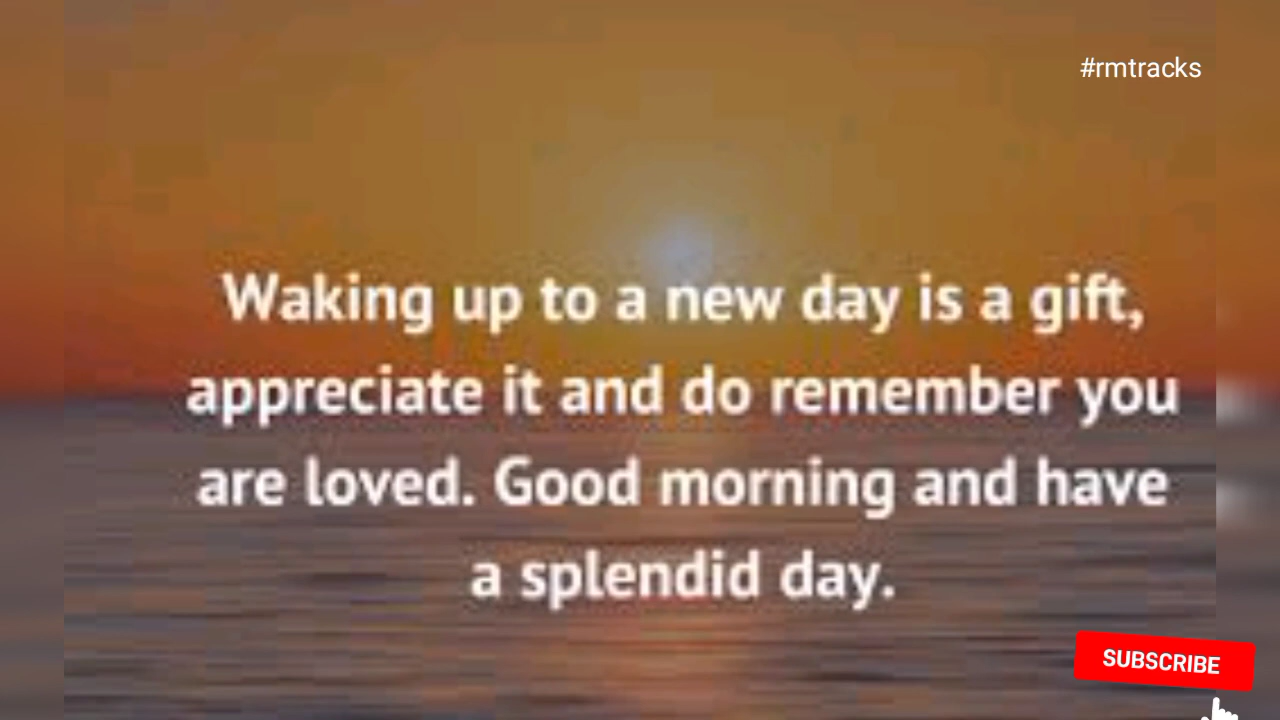 #rmtracks
Waking up to a new day is a gift,
appreciate it and do remember you
are loved. Good morning and have
a splendid day.
SUBSCRIBE